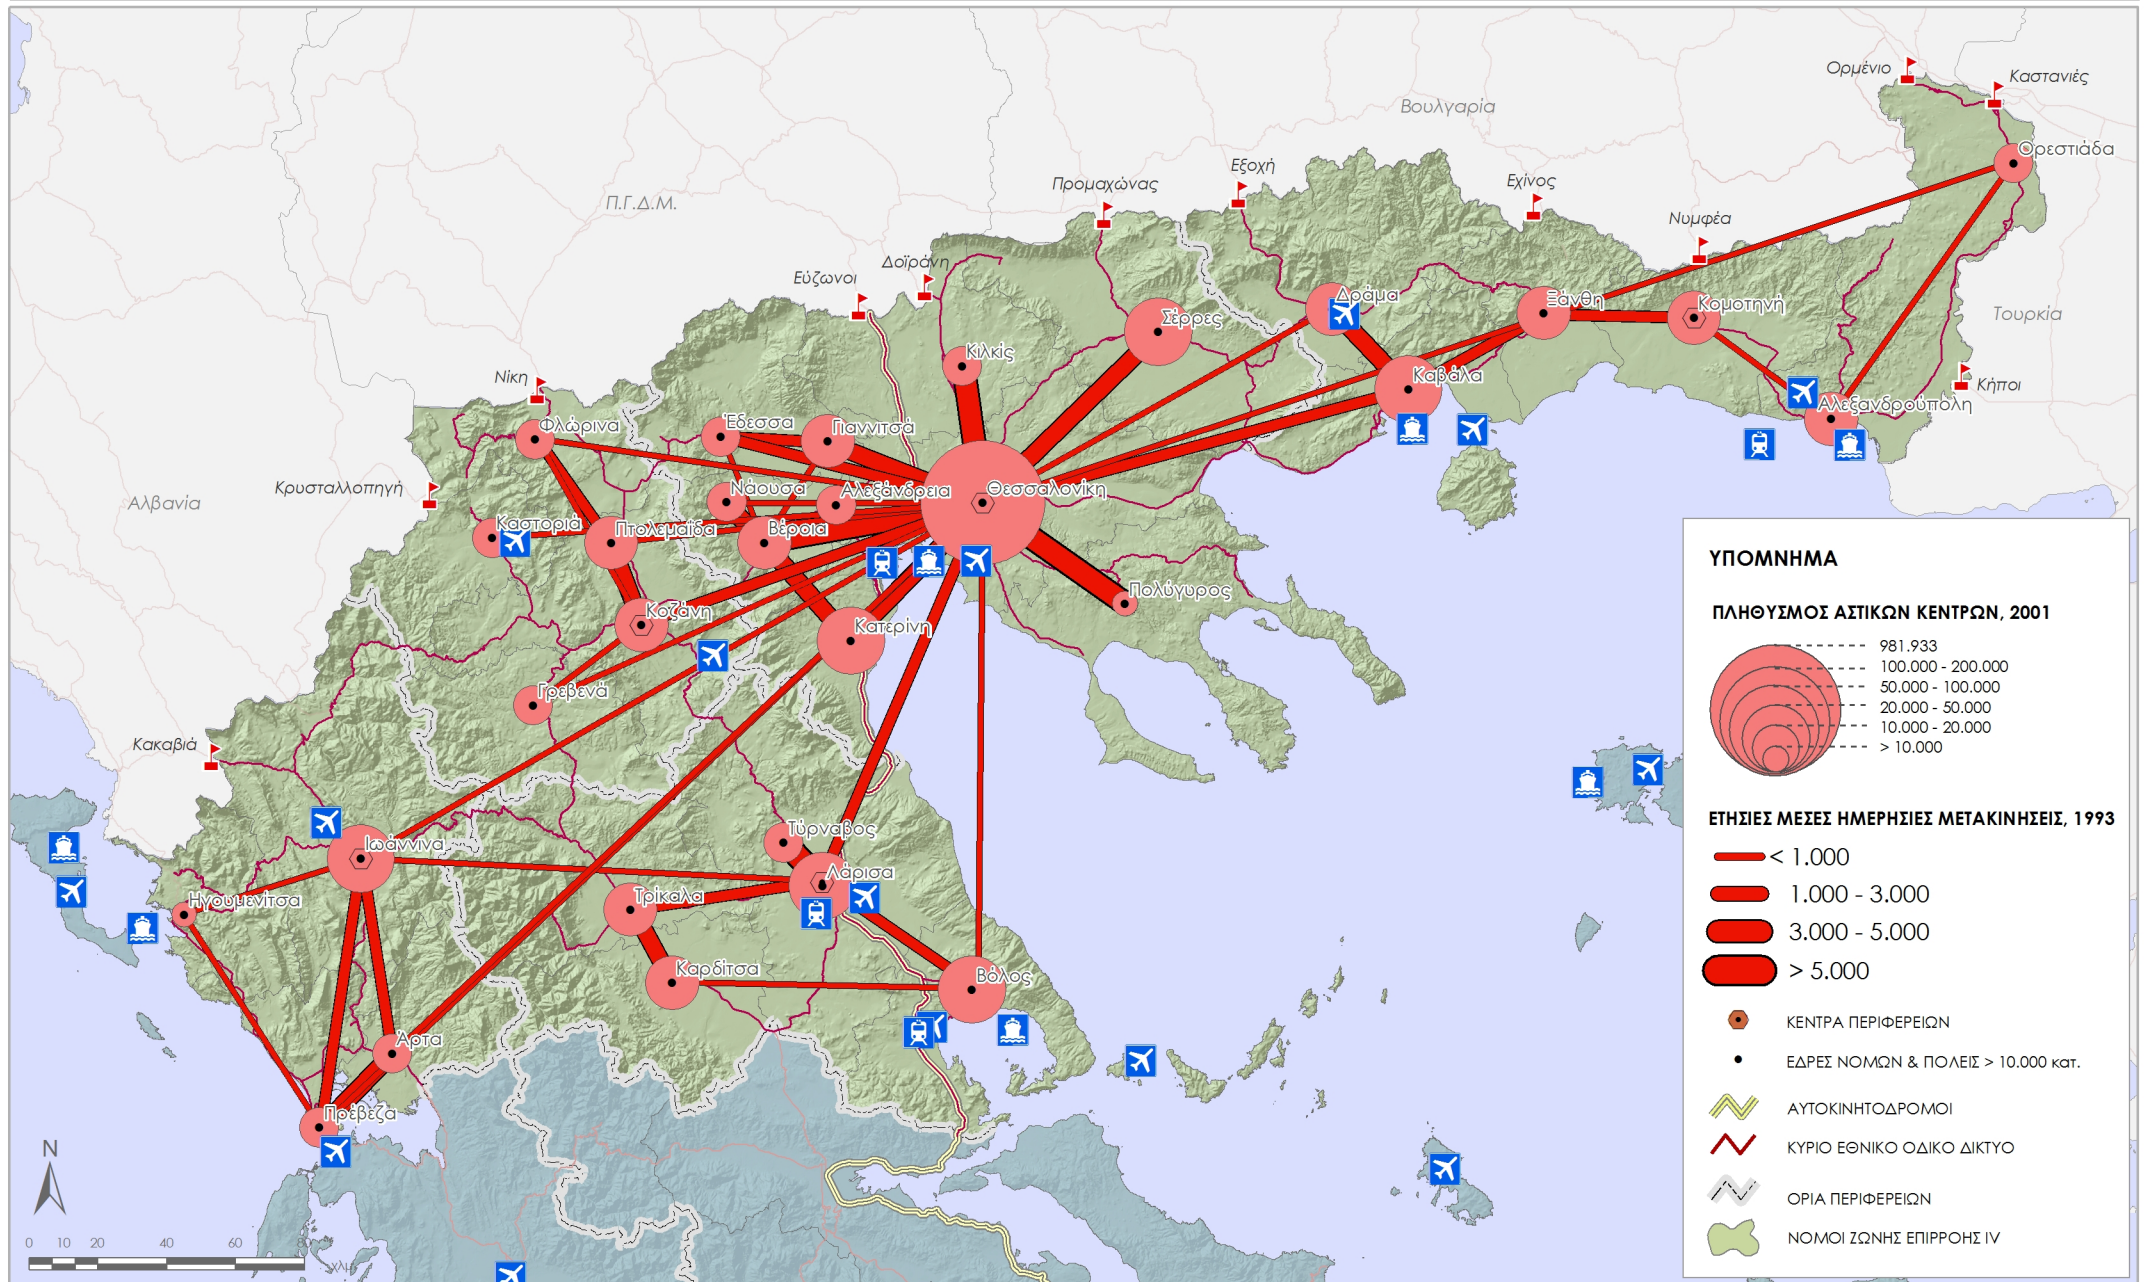 Ορμένιο
Καστανιές
Βουλγαρία
Ορεστιάδα
Εξοχή
Προμαχώνας
Εχίνος
Π.Γ.Δ.Μ.
Νυμφέα
Δοϊράνη
Εύζωνοι
Δράμα
Ξάνθη
Κομοτηνή
Τουρκία
Σέρρες
Κιλκίς
Νίκη
Καβάλα
Κήποι
Αλεξανδρούπολη
Φλώρινα
Έδεσσα
Γιαννιτσά
Κρυσταλλοπηγή
Νάουσα
Αλεξάνδρεια
Θεσσαλονίκη
Αλβανία
Καστοριά
Πτολεμαΐδα
Βέροια
Πολύγυρος
Κοζάνη
Κατερίνη
Γρεβενά
Κακαβιά
Τύρναβος
Ιωάννινα
Λάρισα
Ηγουμενίτσα
Τρίκαλα
Καρδίτσα
Βόλος
Άρτα
Πρέβεζα
N
0 10 20 40 60 80
χλμ
ΥΠΟΜΝΗΜΑ
ΠΛΗΘΥΣΜΟΣ ΑΣΤΙΚΩΝ ΚΕΝΤΡΩΝ, 2001
981.933
100.000 - 200.000
50.000 - 100.000
20.000 - 50.000
10.000 - 20.000
> 10.000
ΕΤΗΣΙΕΣ ΜΕΣΕΣ ΗΜΕΡΗΣΙΕΣ ΜΕΤΑΚΙΝΗΣΕΙΣ, 1993
< 1.000
1.000 - 3.000
3.000 - 5.000
> 5.000
ΚΕΝΤΡΑ ΠΕΡΙΦΕΡΕΙΩΝ
ΕΔΡΕΣ ΝΟΜΩΝ & ΠΟΛΕΙΣ > 10.000 κατ.
ΑΥΤΟΚΙΝΗΤΟΔΡΟΜΟΙ
ΚΥΡΙΟ ΕΘΝΙΚΟ ΟΔΙΚΟ ΔΙΚΤΥΟ
ΟΡΙΑ ΠΕΡΙΦΕΡΕΙΩΝ
ΝΟΜΟΙ ΖΩΝΗΣ ΕΠΙΡΡΟΗΣ IV